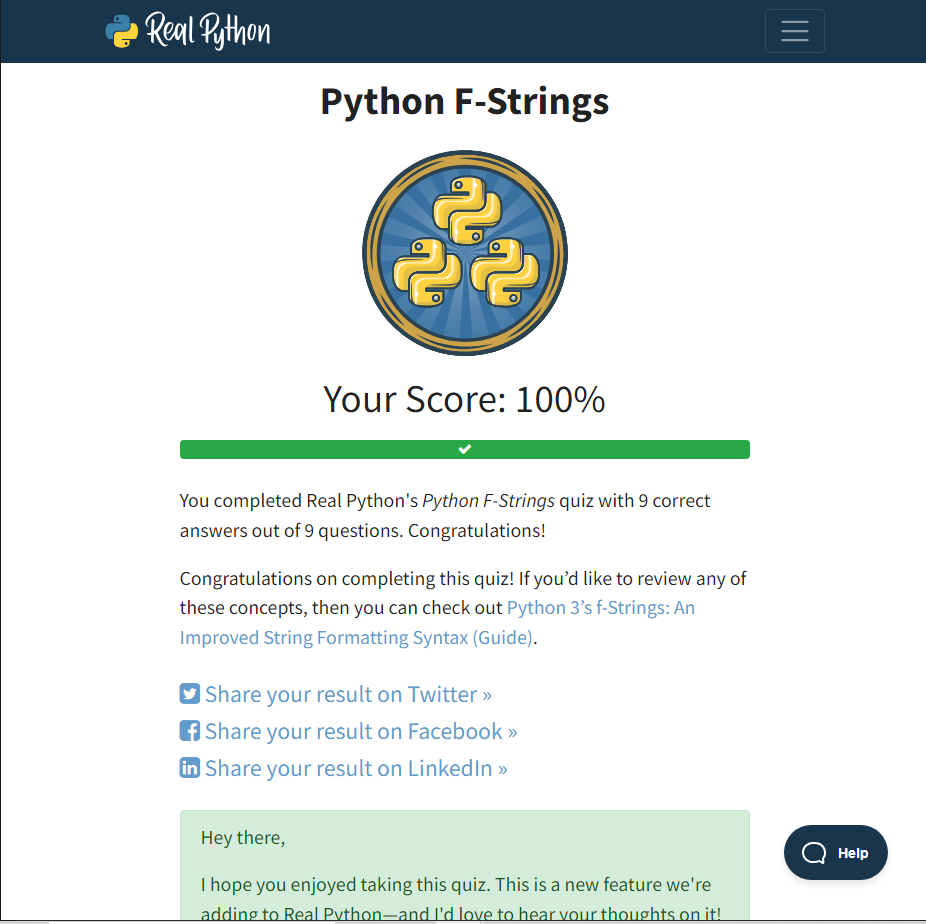 Real Python
Python F-Strings
Your Score: 100%
You completed Real Python's Python F-Strings quiz with 9 correct
answers out of 9 questions. Congratulations!
Congratulations on completing this quiz! If you’d like to review any of
these concepts, then you can check out Python 3’s f-Strings: An
Improved String Formatting Syntax (Guide).
Share your result on Twitter »
Share your result on Facebook »
Share your result on LinkedIn »
Hey there,
Help
I hope you enjoyed taking this quiz. This is a new feature we're
adding to Real Python—and I'd love to hear your thoughts on it!